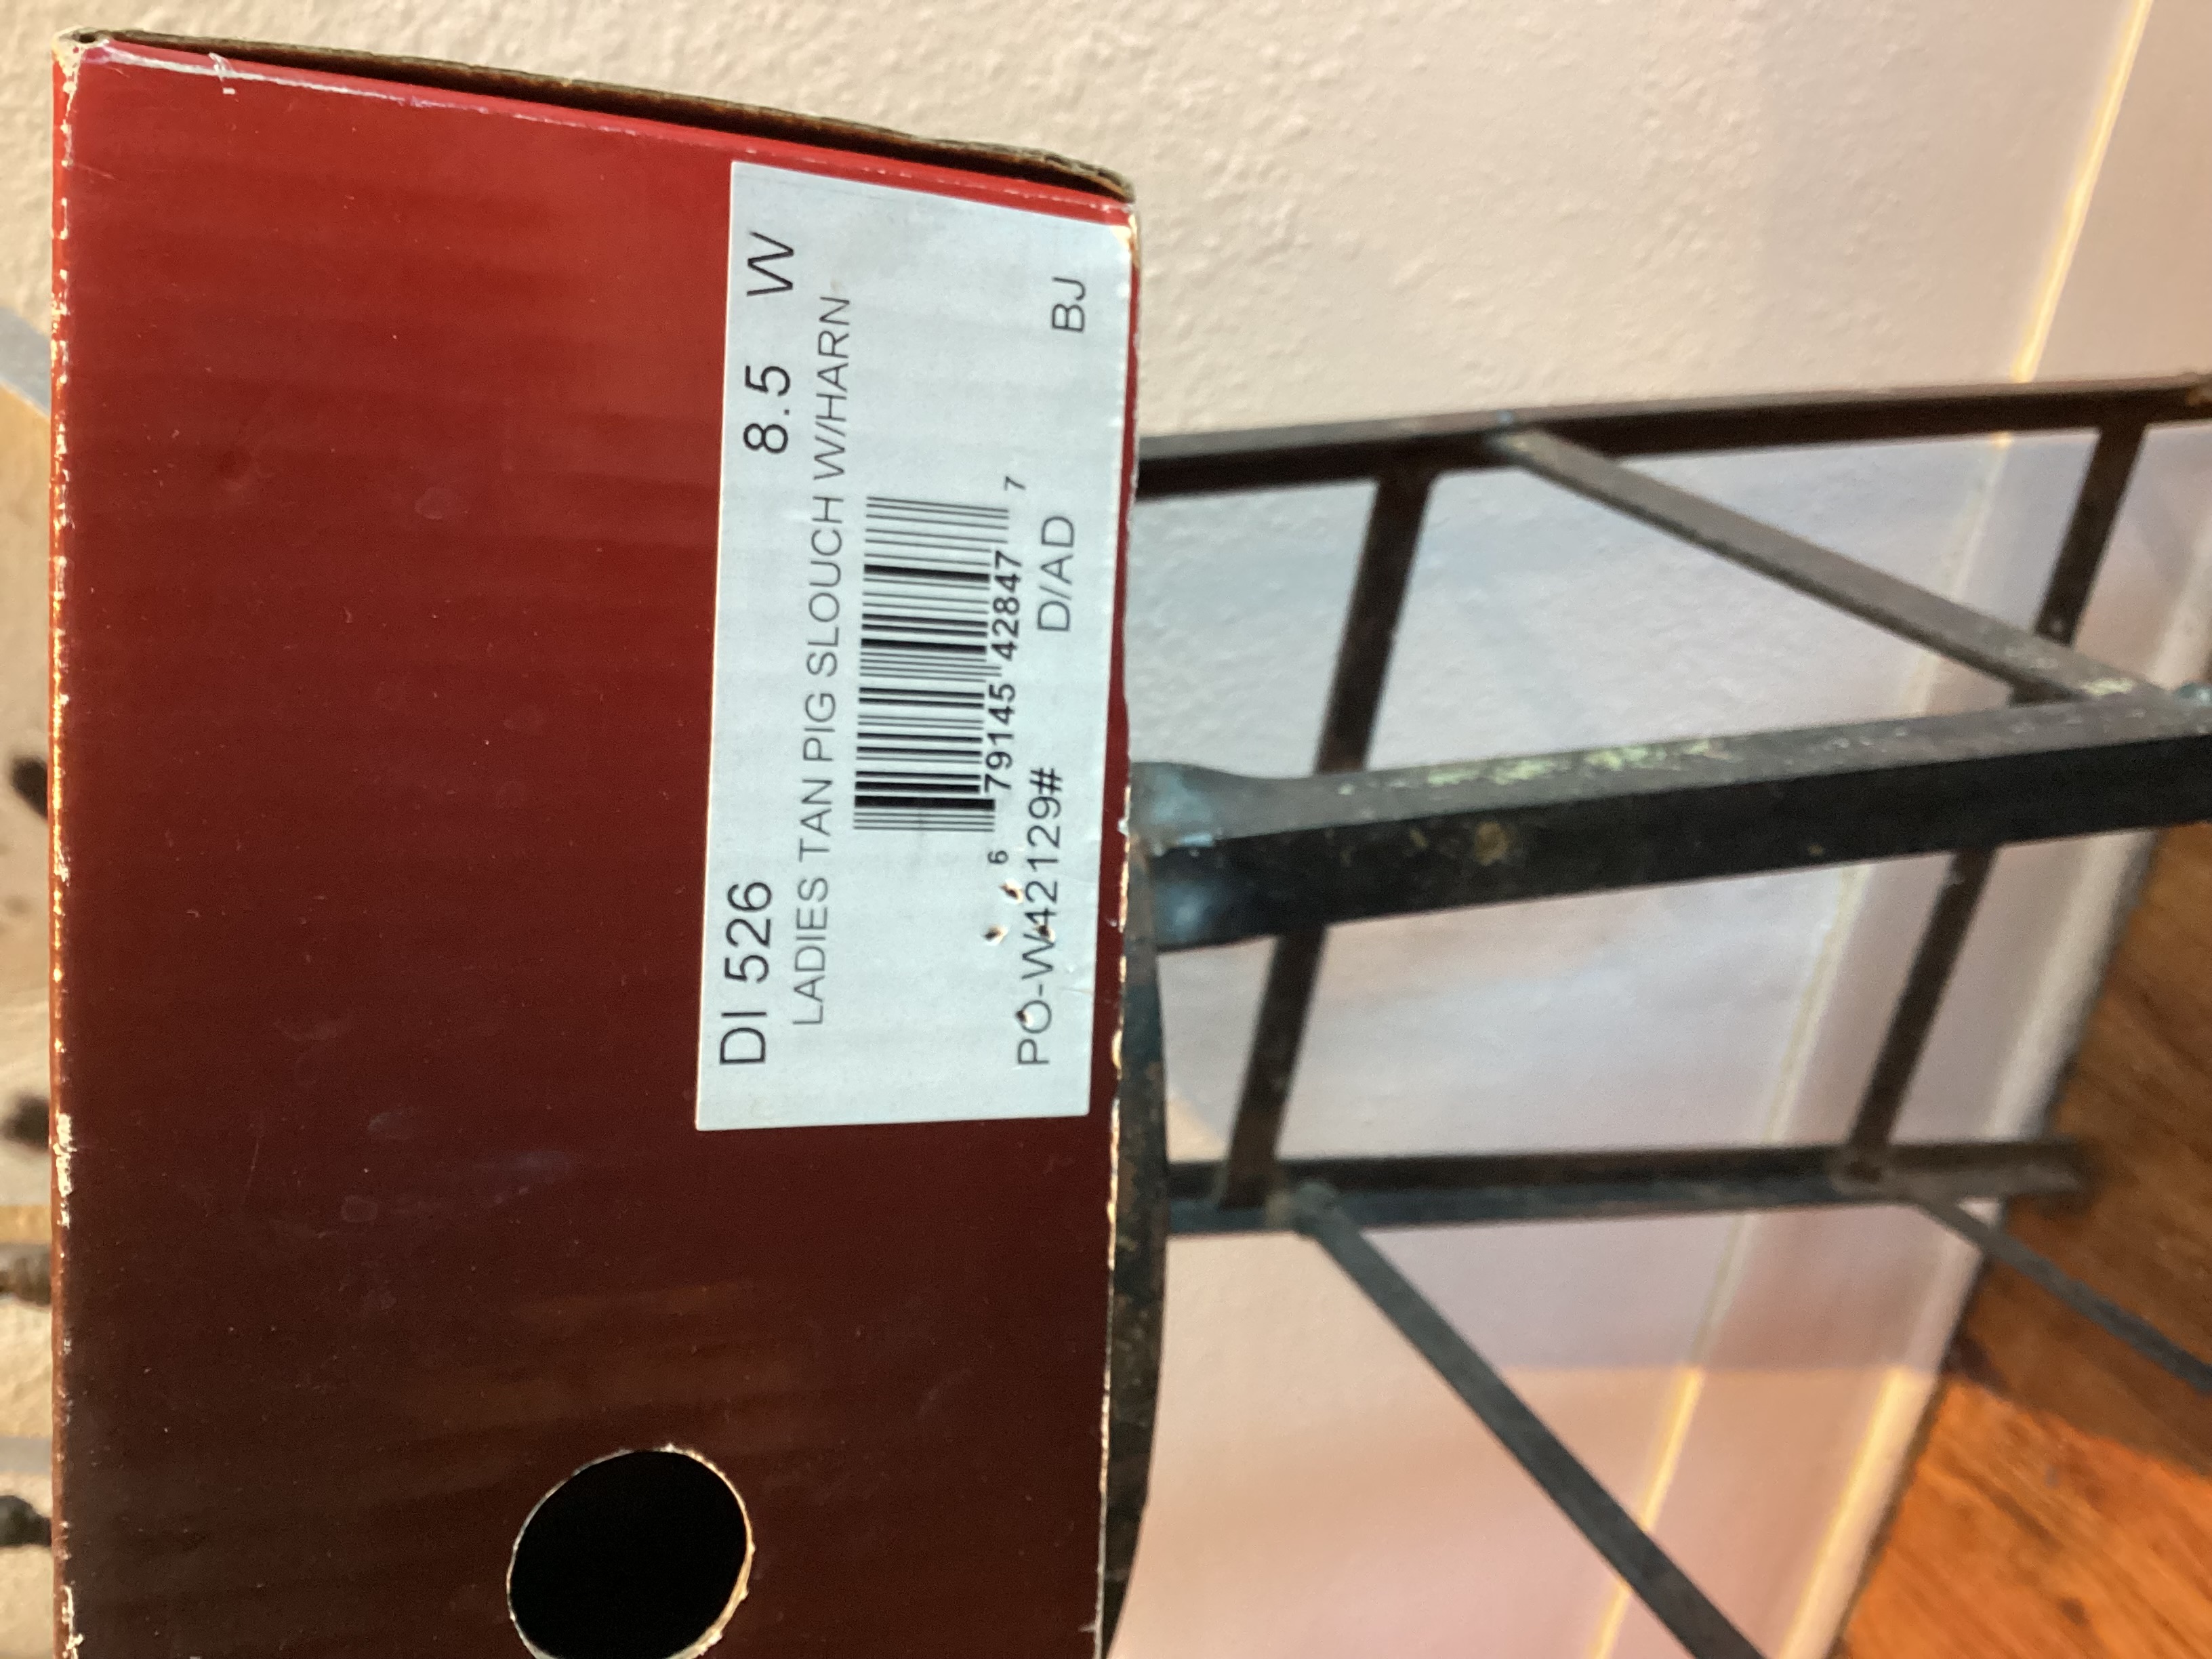 DI 526 8.5 W
LADIES TAN PIG SLOUCH W/HARN
6 79145 42847 7
PO-W42129# D/AD BJ